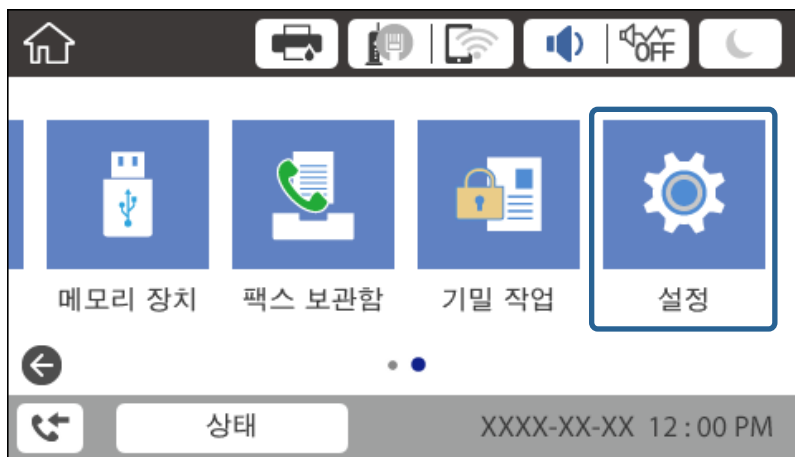 OFF
메모리 장치
팩스 보관함
기밀 작업
설정
상태
XXXX-XX-XX 12:00 PM